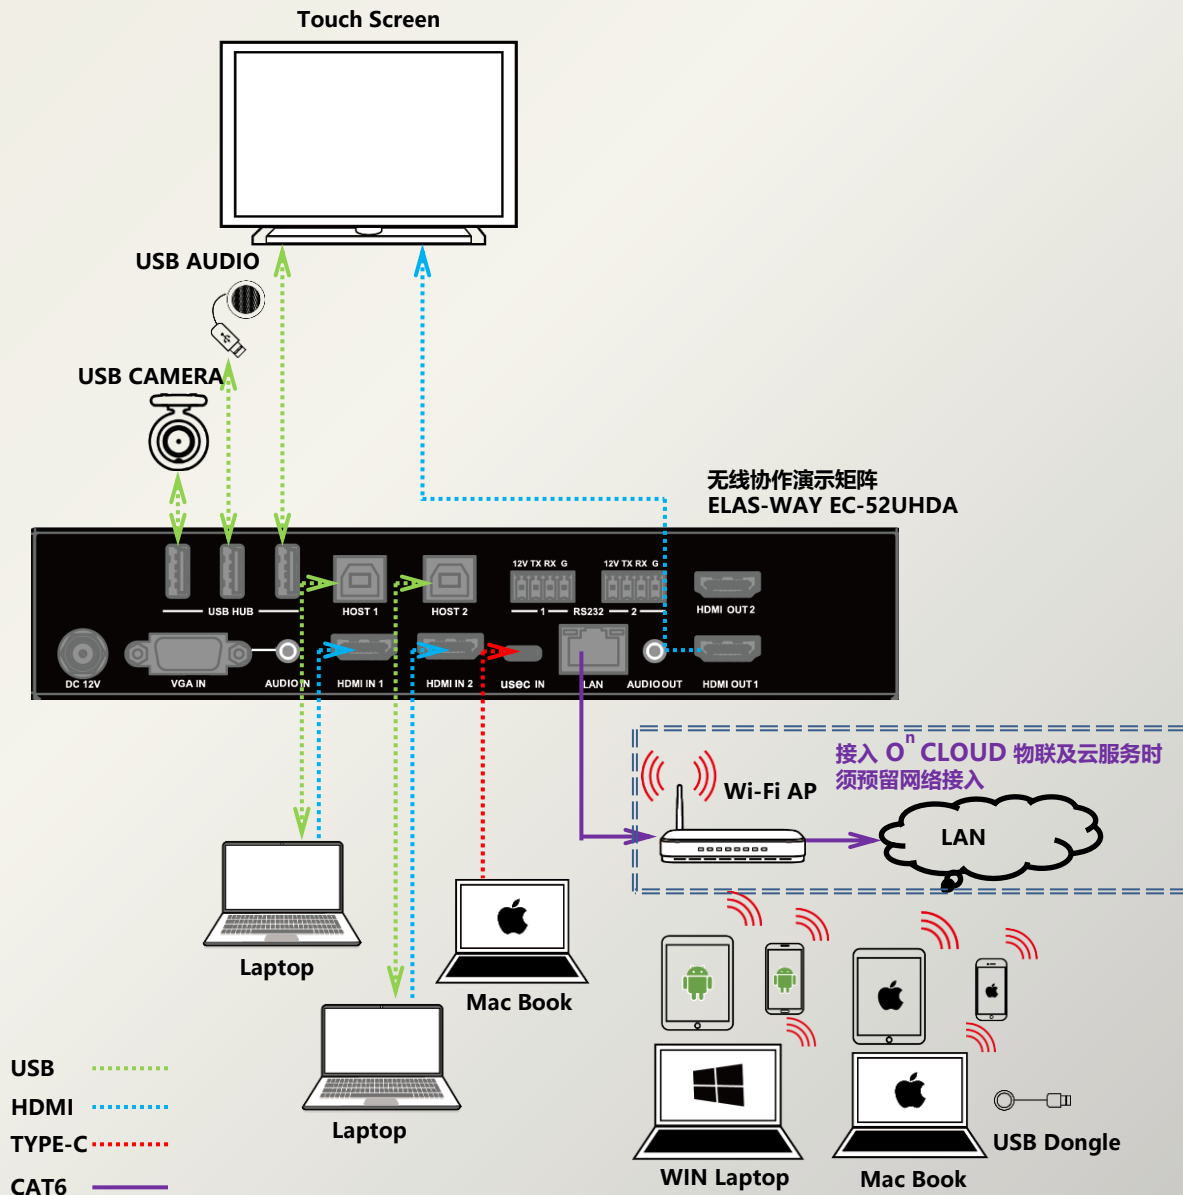 Touch Screen
USB AUDIO
USB CAMERA
无线协作演示矩阵
ELAS-WAY EC-52UHDA
12V TX RX G
12V TX RX G
USB HUB
HOST 1
HOST 2
1 RS232 2
HDMI OUT 2
DC 12V
VGA IN
AUDIO IN
HDMI IN 1
HDMI IN 2
USBC IN
LAN
AUDIO OUT
HDMI OUT1
接入 Oⁿ CLOUD 物联及云服务时
须预留网络接入
Wi-Fi AP
LAN
Laptop
Mac Book
Laptop
USB
HDMI
TYPE-C
CAT6
WIN Laptop
Mac Book
USB Dongle